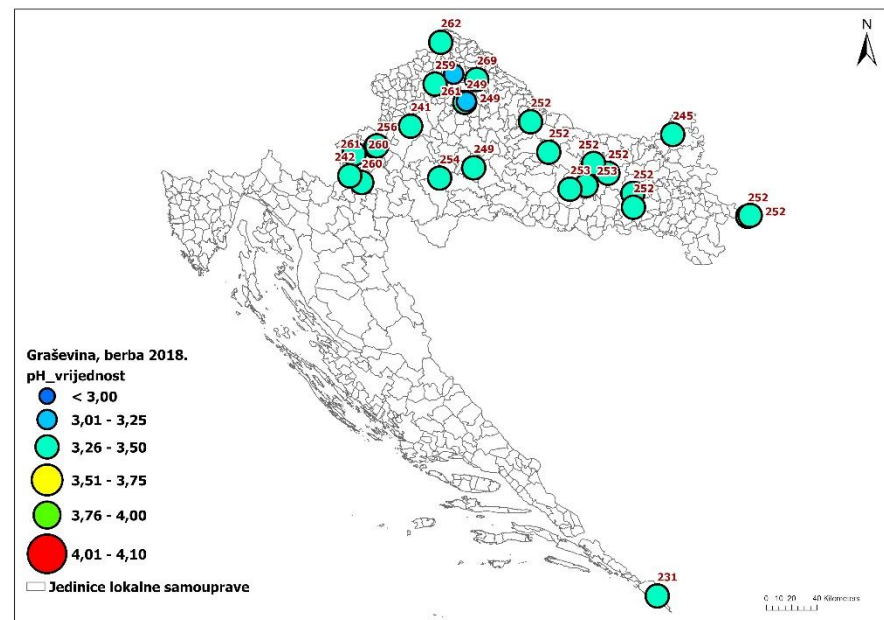 262
N
259
269
249
261
249
241
252
245
256
252
261
260
252
252
242
260
254
249
253
253
252
252
252
252
Graševina, berba 2018.
pH_vrijednost
< 3,00
3,01 - 3,25
3,26 - 3,50
3,51 - 3,75
3,76 - 4,00
4,01 - 4,10
Jedinice lokalne samouprave
231
0 10 20 40 Kilometers